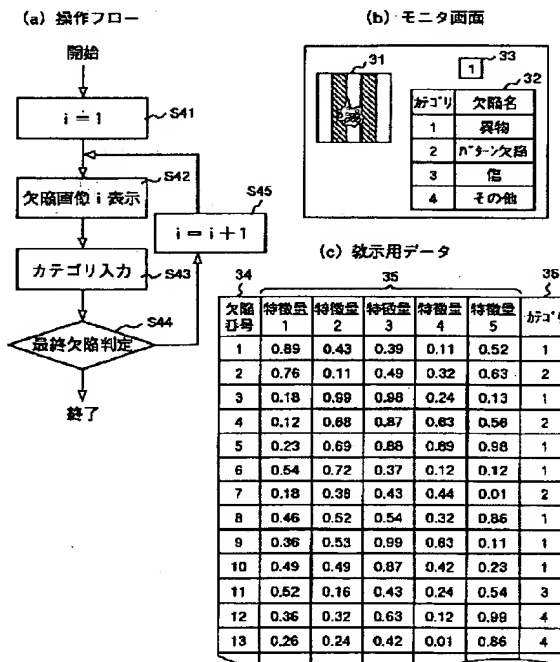 (a) 操作フロー
開始
i = 1
S41
欠陥画像 i 表示
S42
カテゴリ入力
S43
最終欠陥判定
S44
i = i + 1
S45
終了
(b) モニタ画面
31
33
1
32
カテゴリ 欠陥名
1 異物
2 パターン欠陥
3 傷
4 その他
(c) 教示用データ
34 35 36
欠陥番号 特徴量1 特徴量2 特徴量3 特徴量4 特徴量5 カテゴリ
1 0.89 0.43 0.39 0.11 0.52 1
2 0.76 0.11 0.49 0.32 0.63 2
3 0.18 0.99 0.98 0.24 0.13 1
4 0.12 0.68 0.87 0.63 0.56 2
5 0.23 0.69 0.88 0.89 0.98 1
6 0.54 0.72 0.37 0.12 0.12 1
7 0.18 0.38 0.43 0.44 0.01 2
8 0.46 0.52 0.54 0.32 0.86 1
9 0.36 0.53 0.99 0.63 0.11 1
10 0.49 0.49 0.87 0.42 0.23 1
11 0.52 0.16 0.43 0.24 0.54 3
12 0.36 0.32 0.63 0.12 0.99 4
13 0.26 0.24 0.42 0.01 0.86 4